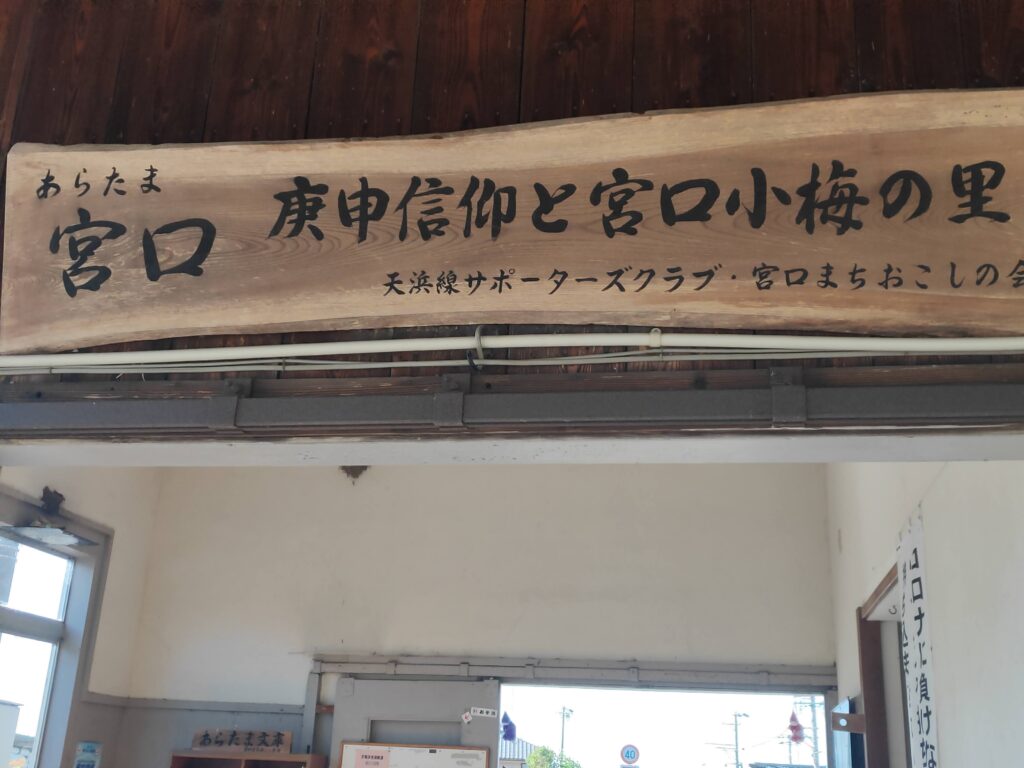 あらたま
宮口
庚申信仰と宮口小梅の里
天浜線サポーターズクラブ・宮口まちおこしの会
あらたま文庫
40
コロナに負けな